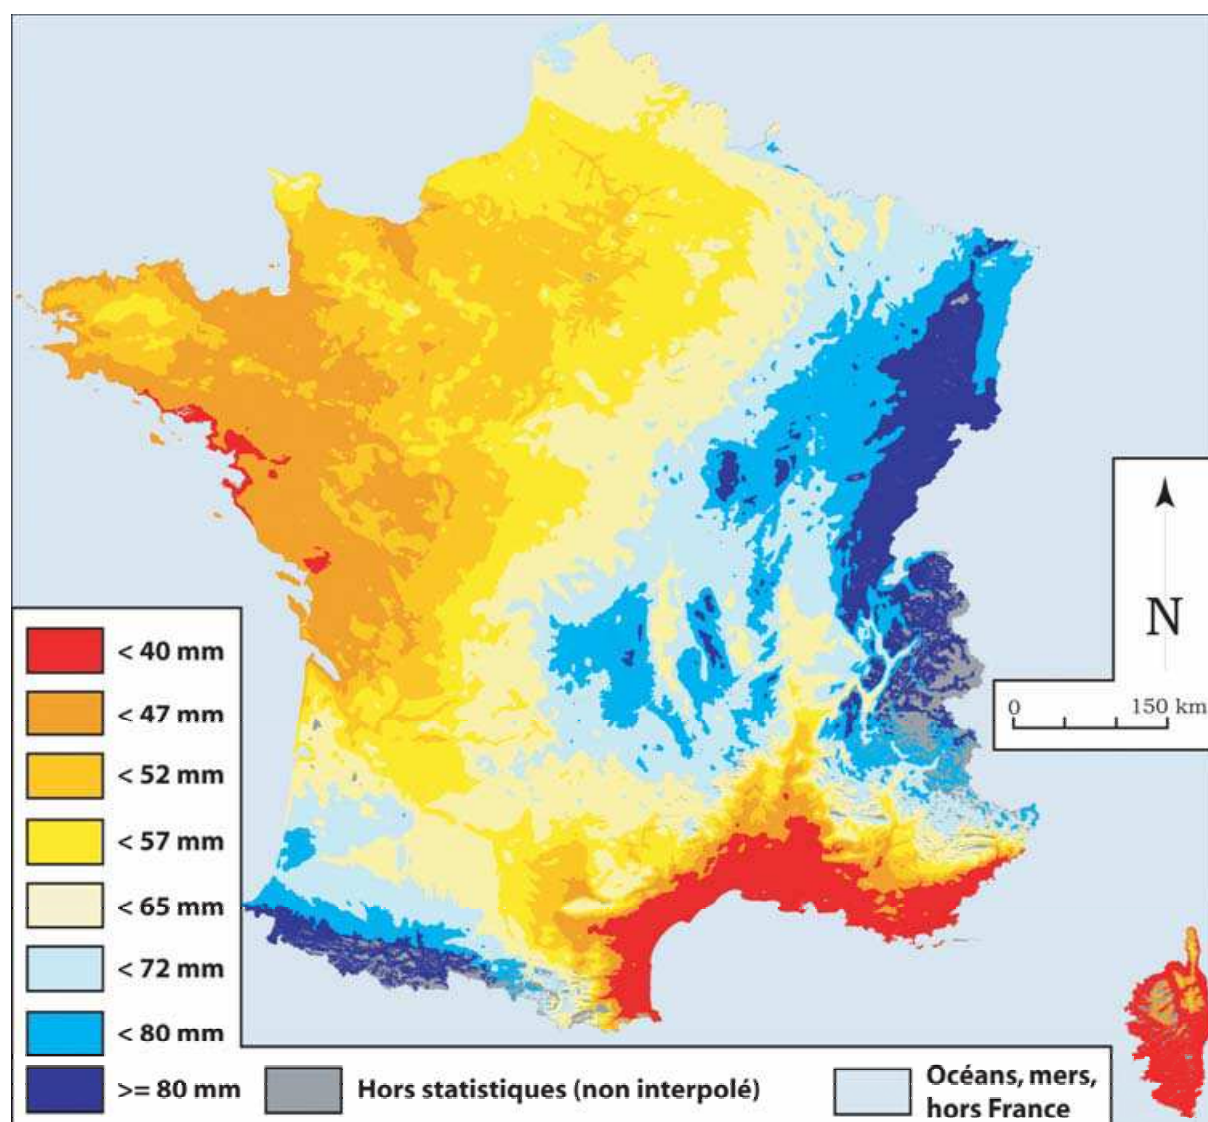 < 40 mm
< 47 mm
< 52 mm
< 57 mm
< 65 mm
< 72 mm
< 80 mm
>= 80 mm
Hors statistiques (non interpolé)
Océans, mers,
hors France
N
0 150 km